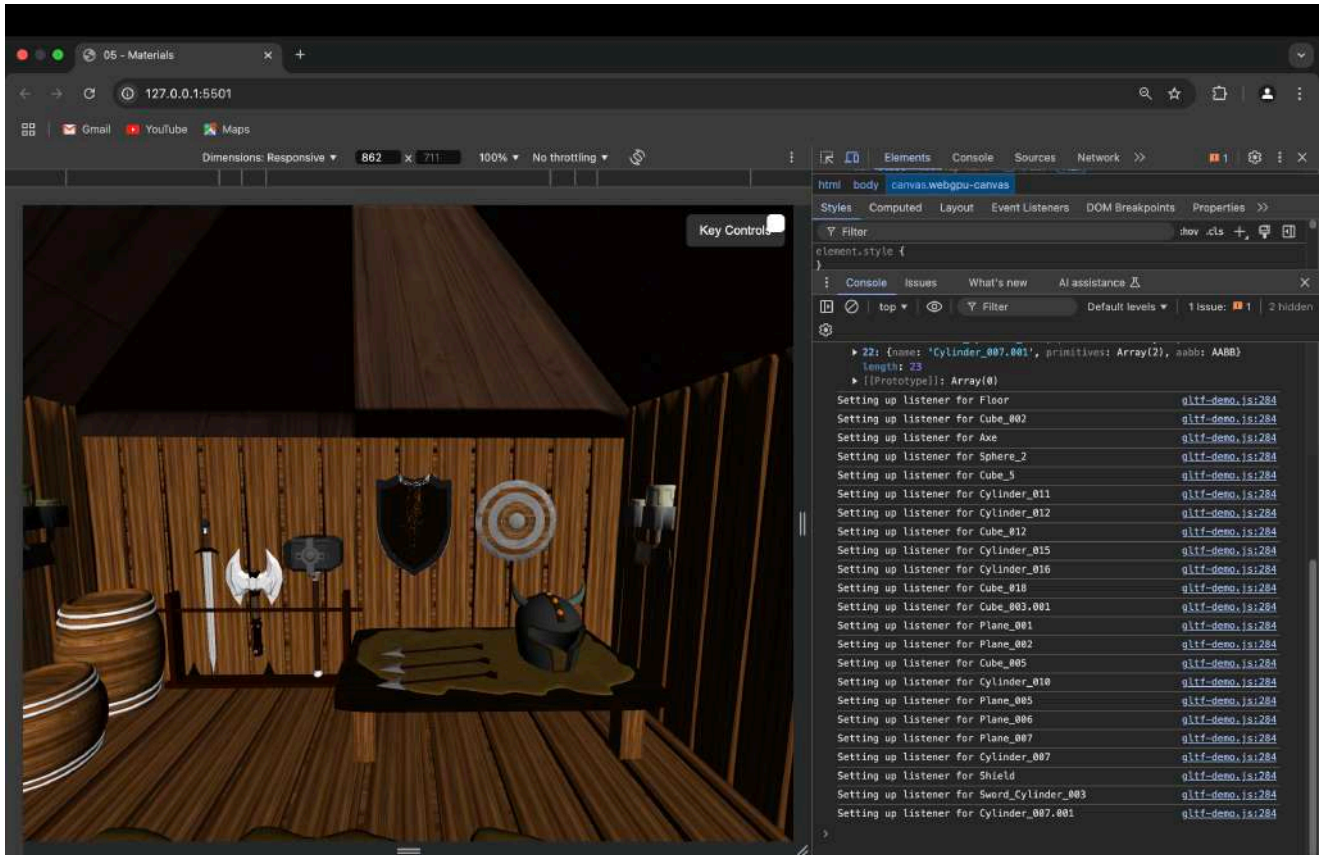 05 - Materials
127.0.0.1:5501
Gmail YouTube Maps
Dimensions: Responsive 862 x 711 100% No throttling
Elements Console Sources Network 1
html body canvas.webgpu-canvas
Styles Computed Layout Event Listeners DOM Breakpoints Properties
Key Controls
Filter :hov .cls
element.style {
}
Console Issues What's new AI assistance
top Filter Default levels 1 Issue: 1 2 hidden
22: {name: 'Cylinder_007.001', primitives: Array(2), aabb: AABB}
length: 23
[[Prototype]]: Array(0)
Setting up listener for Floor gltf-demo.js:284
Setting up listener for Cube_002 gltf-demo.js:284
Setting up listener for Axe gltf-demo.js:284
Setting up listener for Sphere_2 gltf-demo.js:284
Setting up listener for Cube_5 gltf-demo.js:284
Setting up listener for Cylinder_011 gltf-demo.js:284
Setting up listener for Cylinder_012 gltf-demo.js:284
Setting up listener for Cube_012 gltf-demo.js:284
Setting up listener for Cylinder_015 gltf-demo.js:284
Setting up listener for Cylinder_016 gltf-demo.js:284
Setting up listener for Cube_018 gltf-demo.js:284
Setting up listener for Cube_003.001 gltf-demo.js:284
Setting up listener for Plane_001 gltf-demo.js:284
Setting up listener for Plane_002 gltf-demo.js:284
Setting up listener for Cube_005 gltf-demo.js:284
Setting up listener for Cylinder_010 gltf-demo.js:284
Setting up listener for Plane_005 gltf-demo.js:284
Setting up listener for Plane_006 gltf-demo.js:284
Setting up listener for Plane_007 gltf-demo.js:284
Setting up listener for Cylinder_007 gltf-demo.js:284
Setting up listener for Shield gltf-demo.js:284
Setting up listener for Sword_Cylinder_003 gltf-demo.js:284
Setting up listener for Cylinder_007.001 gltf-demo.js:284